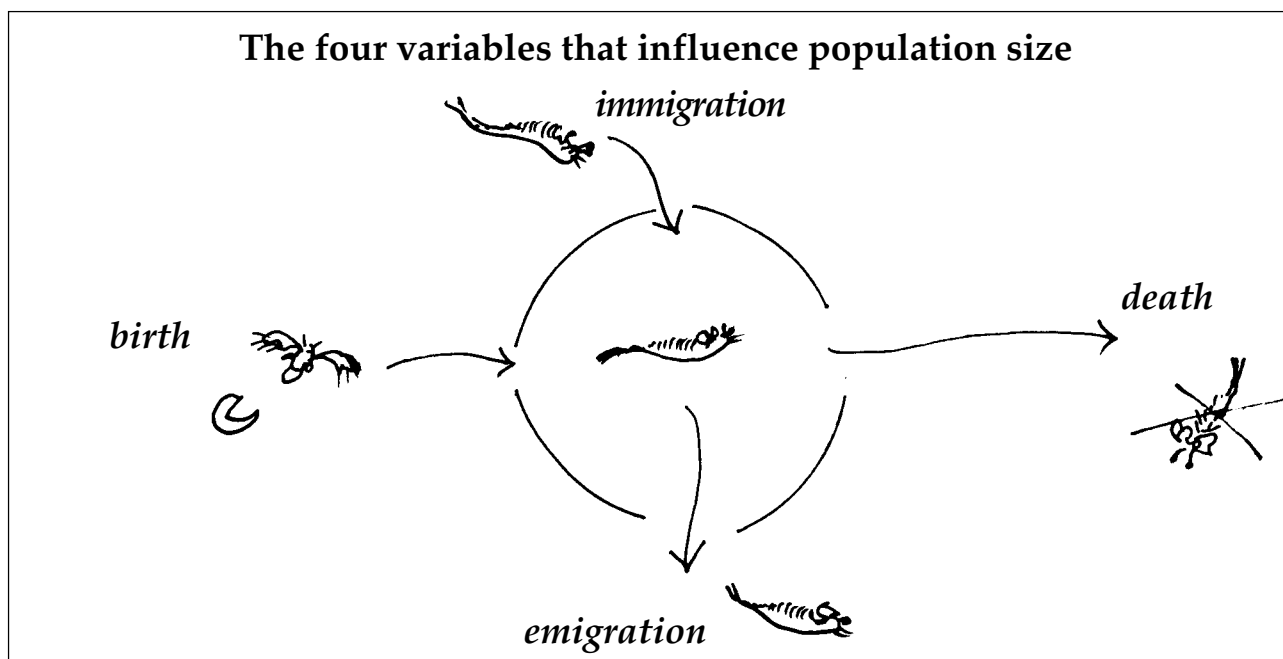 The four variables that influence population size
immigration
birth
death
emigration